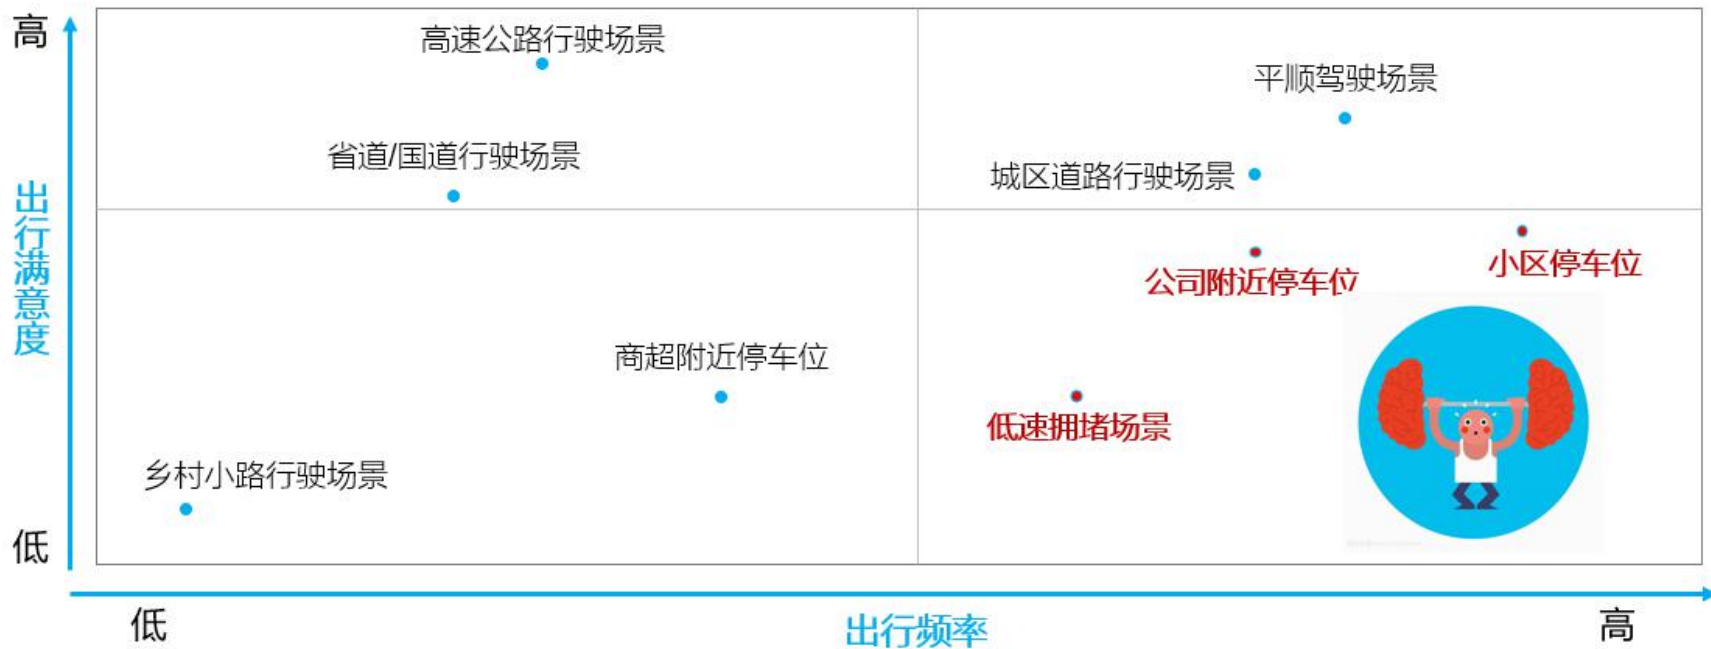 高
高速公路行驶场景
平顺驾驶场景
省道/国道行驶场景
城区道路行驶场景
出行满意度
小区停车位
公司附近停车位
商超附近停车位
低速拥堵场景
乡村小路行驶场景
低
低
出行频率
高